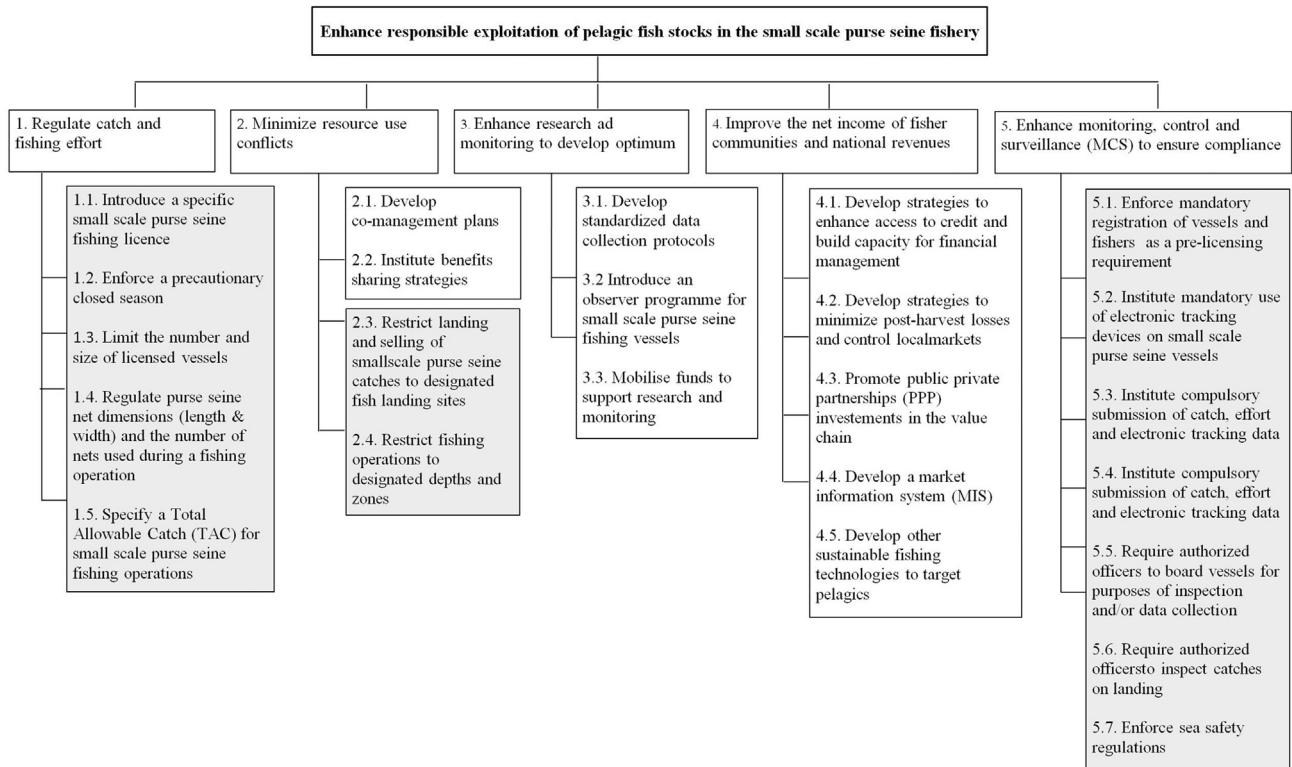 Enhance responsible exploitation of pelagic fish stocks in the small scale purse seine fishery
1. Regulate catch and
fishing effort
1.1. Introduce a specific
small scale purse seine
fishing licence
1.2. Enforce a precautionary
closed season
1.3. Limit the number and
size of licensed vessels
1.4. Regulate purse seine
net dimensions (length &
width) and the number of
nets used during a fishing
operation
1.5. Specify a Total
Allowable Catch (TAC) for
small scale purse seine
fishing operations
2. Minimize resource use
conflicts
2.1. Develop
co-management plans
2.2. Institute benefits
sharing strategies
2.3. Restrict landing
and selling of
smallscale purse seine
catches to designated
fish landing sites
2.4. Restrict fishing
operations to
designated depths and
zones
3. Enhance research ad
monitoring to develop optimum
3.1. Develop
standardized data
collection protocols
3.2 Introduce an
observer programme for
small scale purse seine
fishing vessels
3.3. Mobilise funds to
support research and
monitoring
4. Improve the net income of fisher
communities and national revenues
4.1. Develop strategies to
enhance access to credit and
build capacity for financial
management
4.2. Develop strategies to
minimize post-harvest losses
and control localmarkets
4.3. Promote public private
partnerships (PPP)
investements in the value
chain
4.4. Develop a market
information system (MIS)
4.5. Develop other
sustainable fishing
technologies to target
pelagics
5. Enhance monitoring, control and
surveillance (MCS) to ensure compliance
5.1. Enforce mandatory
registration of vessels and
fishers as a pre-licensing
requirement
5.2. Institute mandatory use
of electronic tracking
devices on small scale
purse seine vessels
5.3. Institute compulsory
submission of catch, effort
and electronic tracking data
5.4. Institute compulsory
submission of catch, effort
and electronic tracking data
5.5. Require authorized
officers to board vessels for
purposes of inspection
and/or data collection
5.6. Require authorized
officersto inspect catches
on landing
5.7. Enforce sea safety
regulations